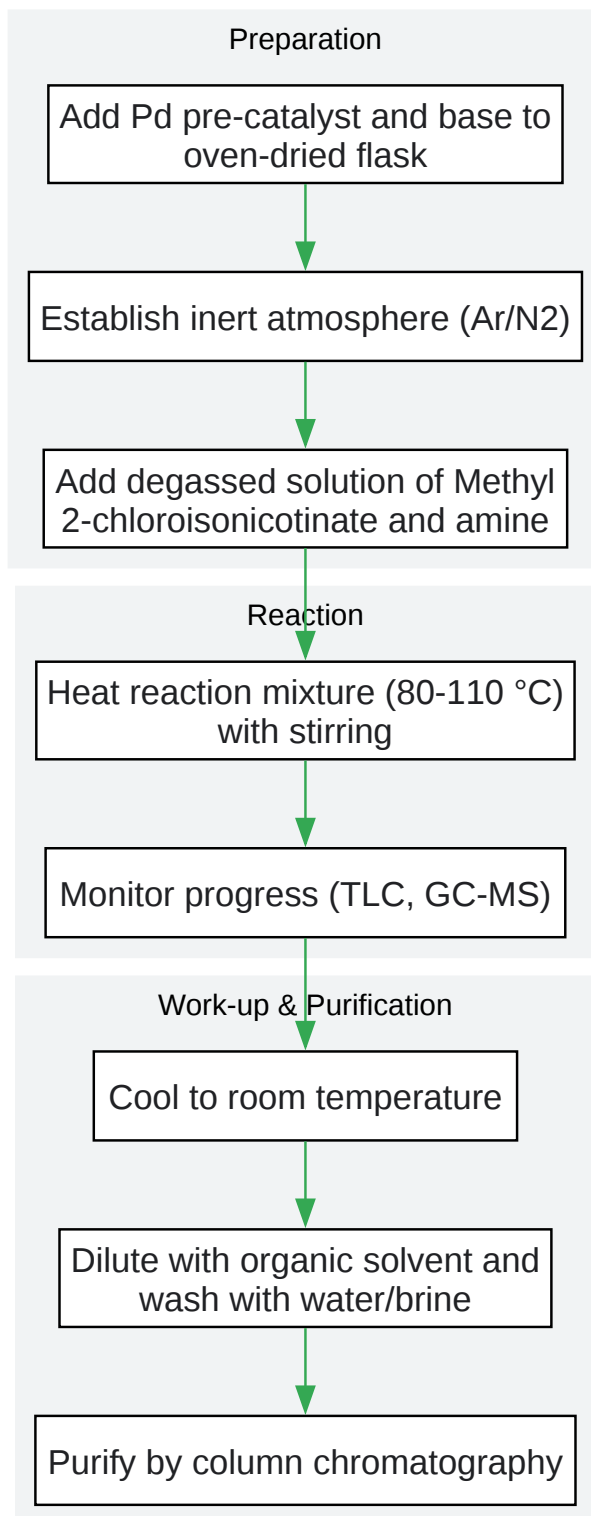 Preparation
Add Pd pre-catalyst and base to
oven-dried flask
Establish inert atmosphere (Ar/N2)
Add degassed solution of Methyl
2-chloroisonicotinate and amine
Reaction
Heat reaction mixture (80-110 °C)
with stirring
Monitor progress (TLC, GC-MS)
Work-up & Purification
Cool to room temperature
Dilute with organic solvent and
wash with water/brine
Purify by column chromatography